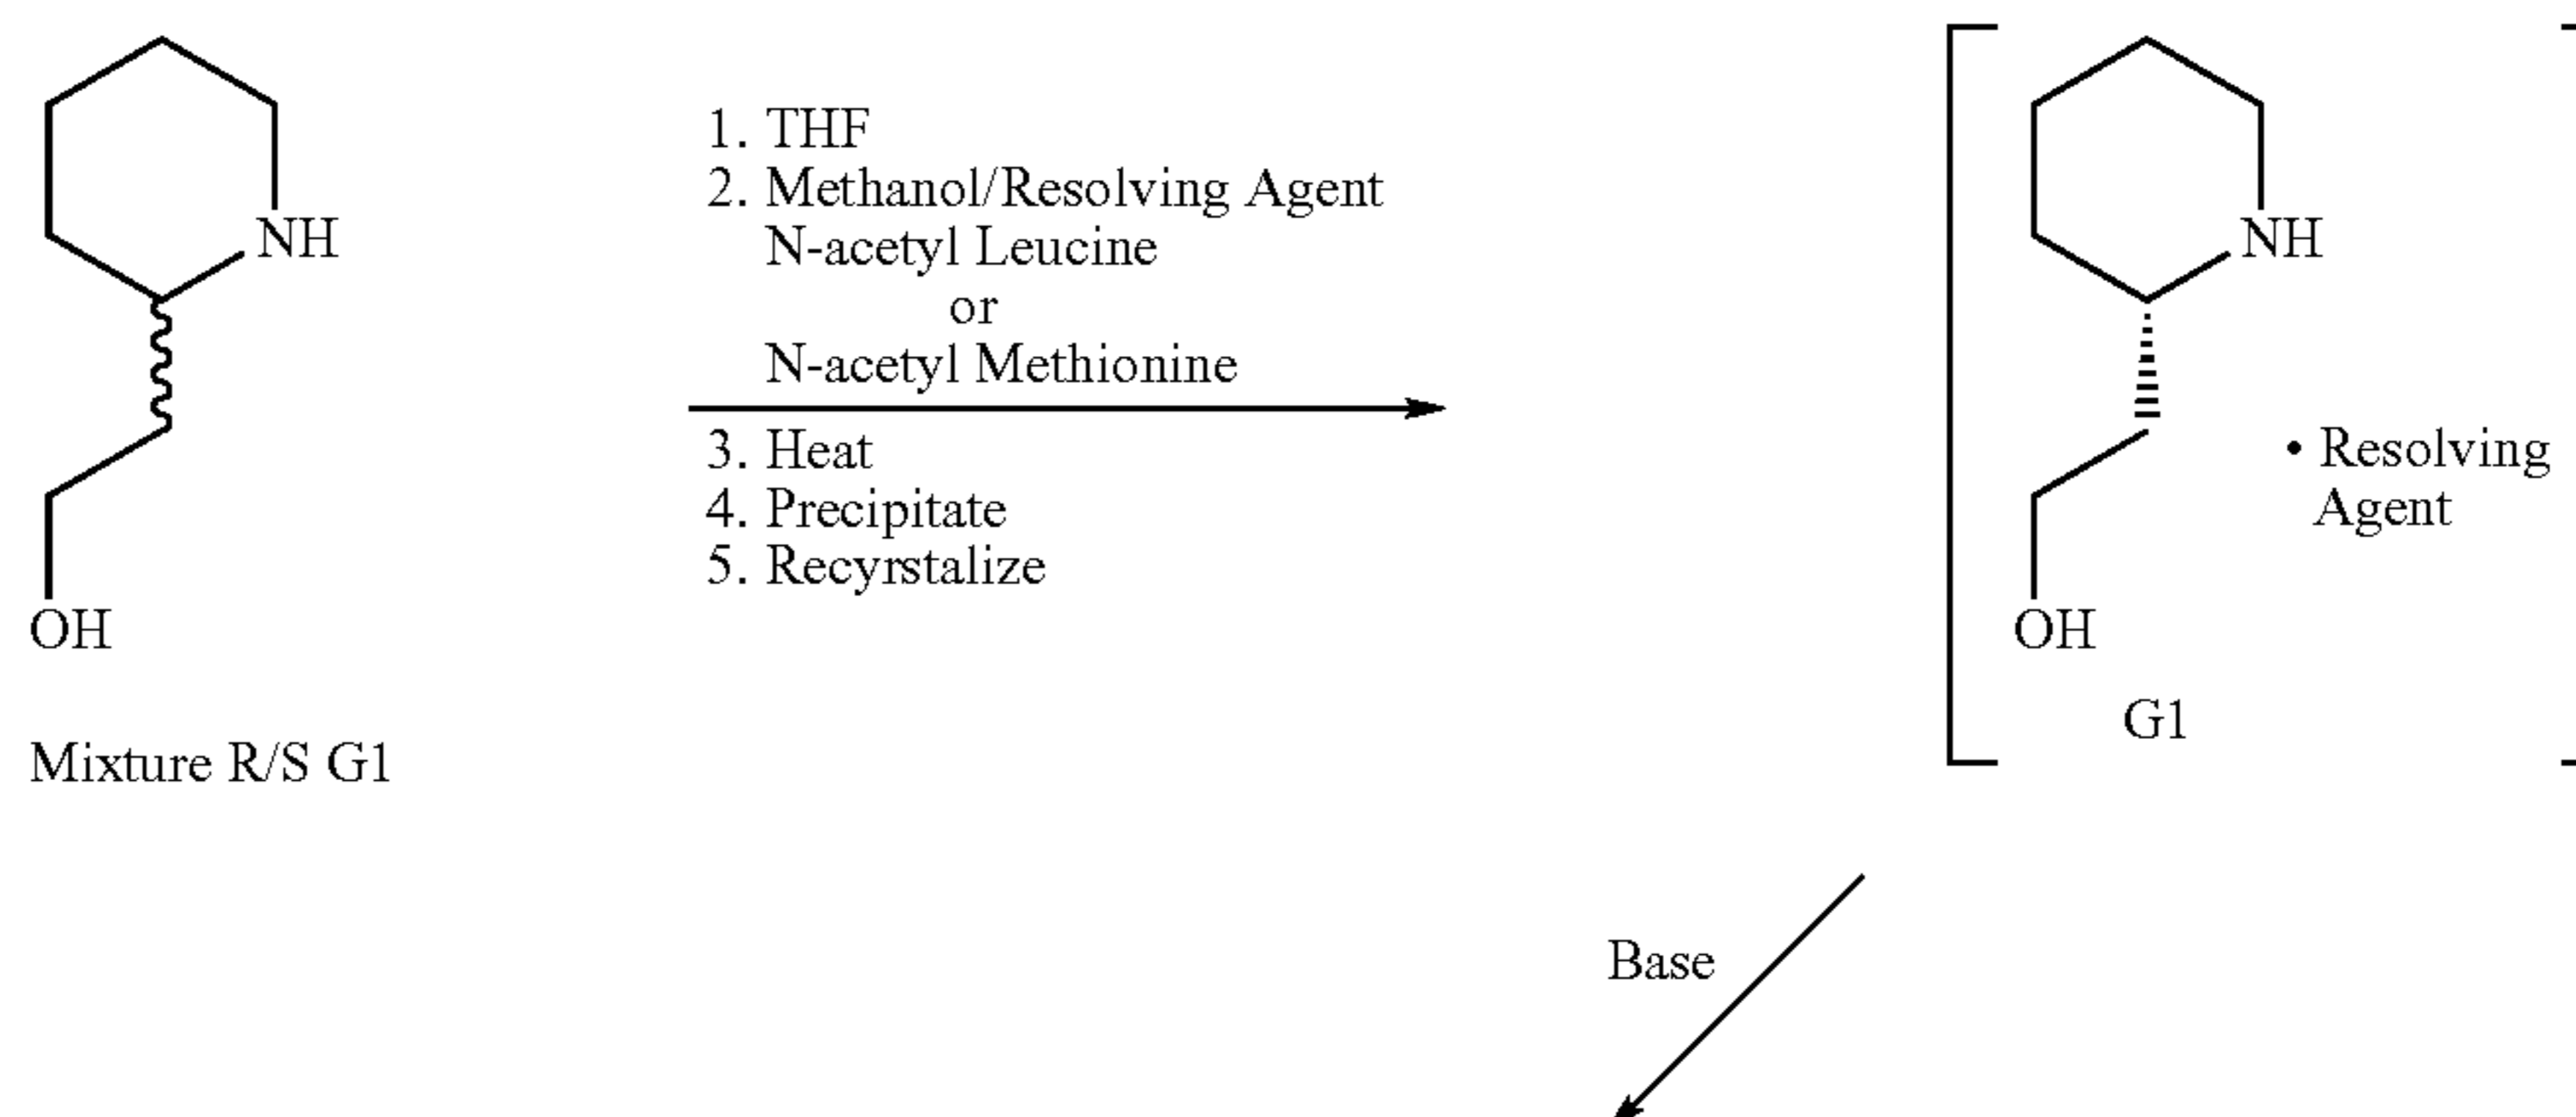 NH
OH
Mixture R/S G1
1. THF
2. Methanol/Resolving Agent
N-acetyl Leucine
or
N-acetyl Methionine
3. Heat
4. Precipitate
5. Recyrstalize
NH
• Resolving
Agent
OH
G1
Base